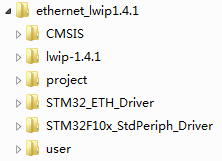 ethernet_lwip1.4.1
CMSIS
lwip-1.4.1
project
STM32_ETH_Driver
STM32F10x_StdPeriph_Driver
user